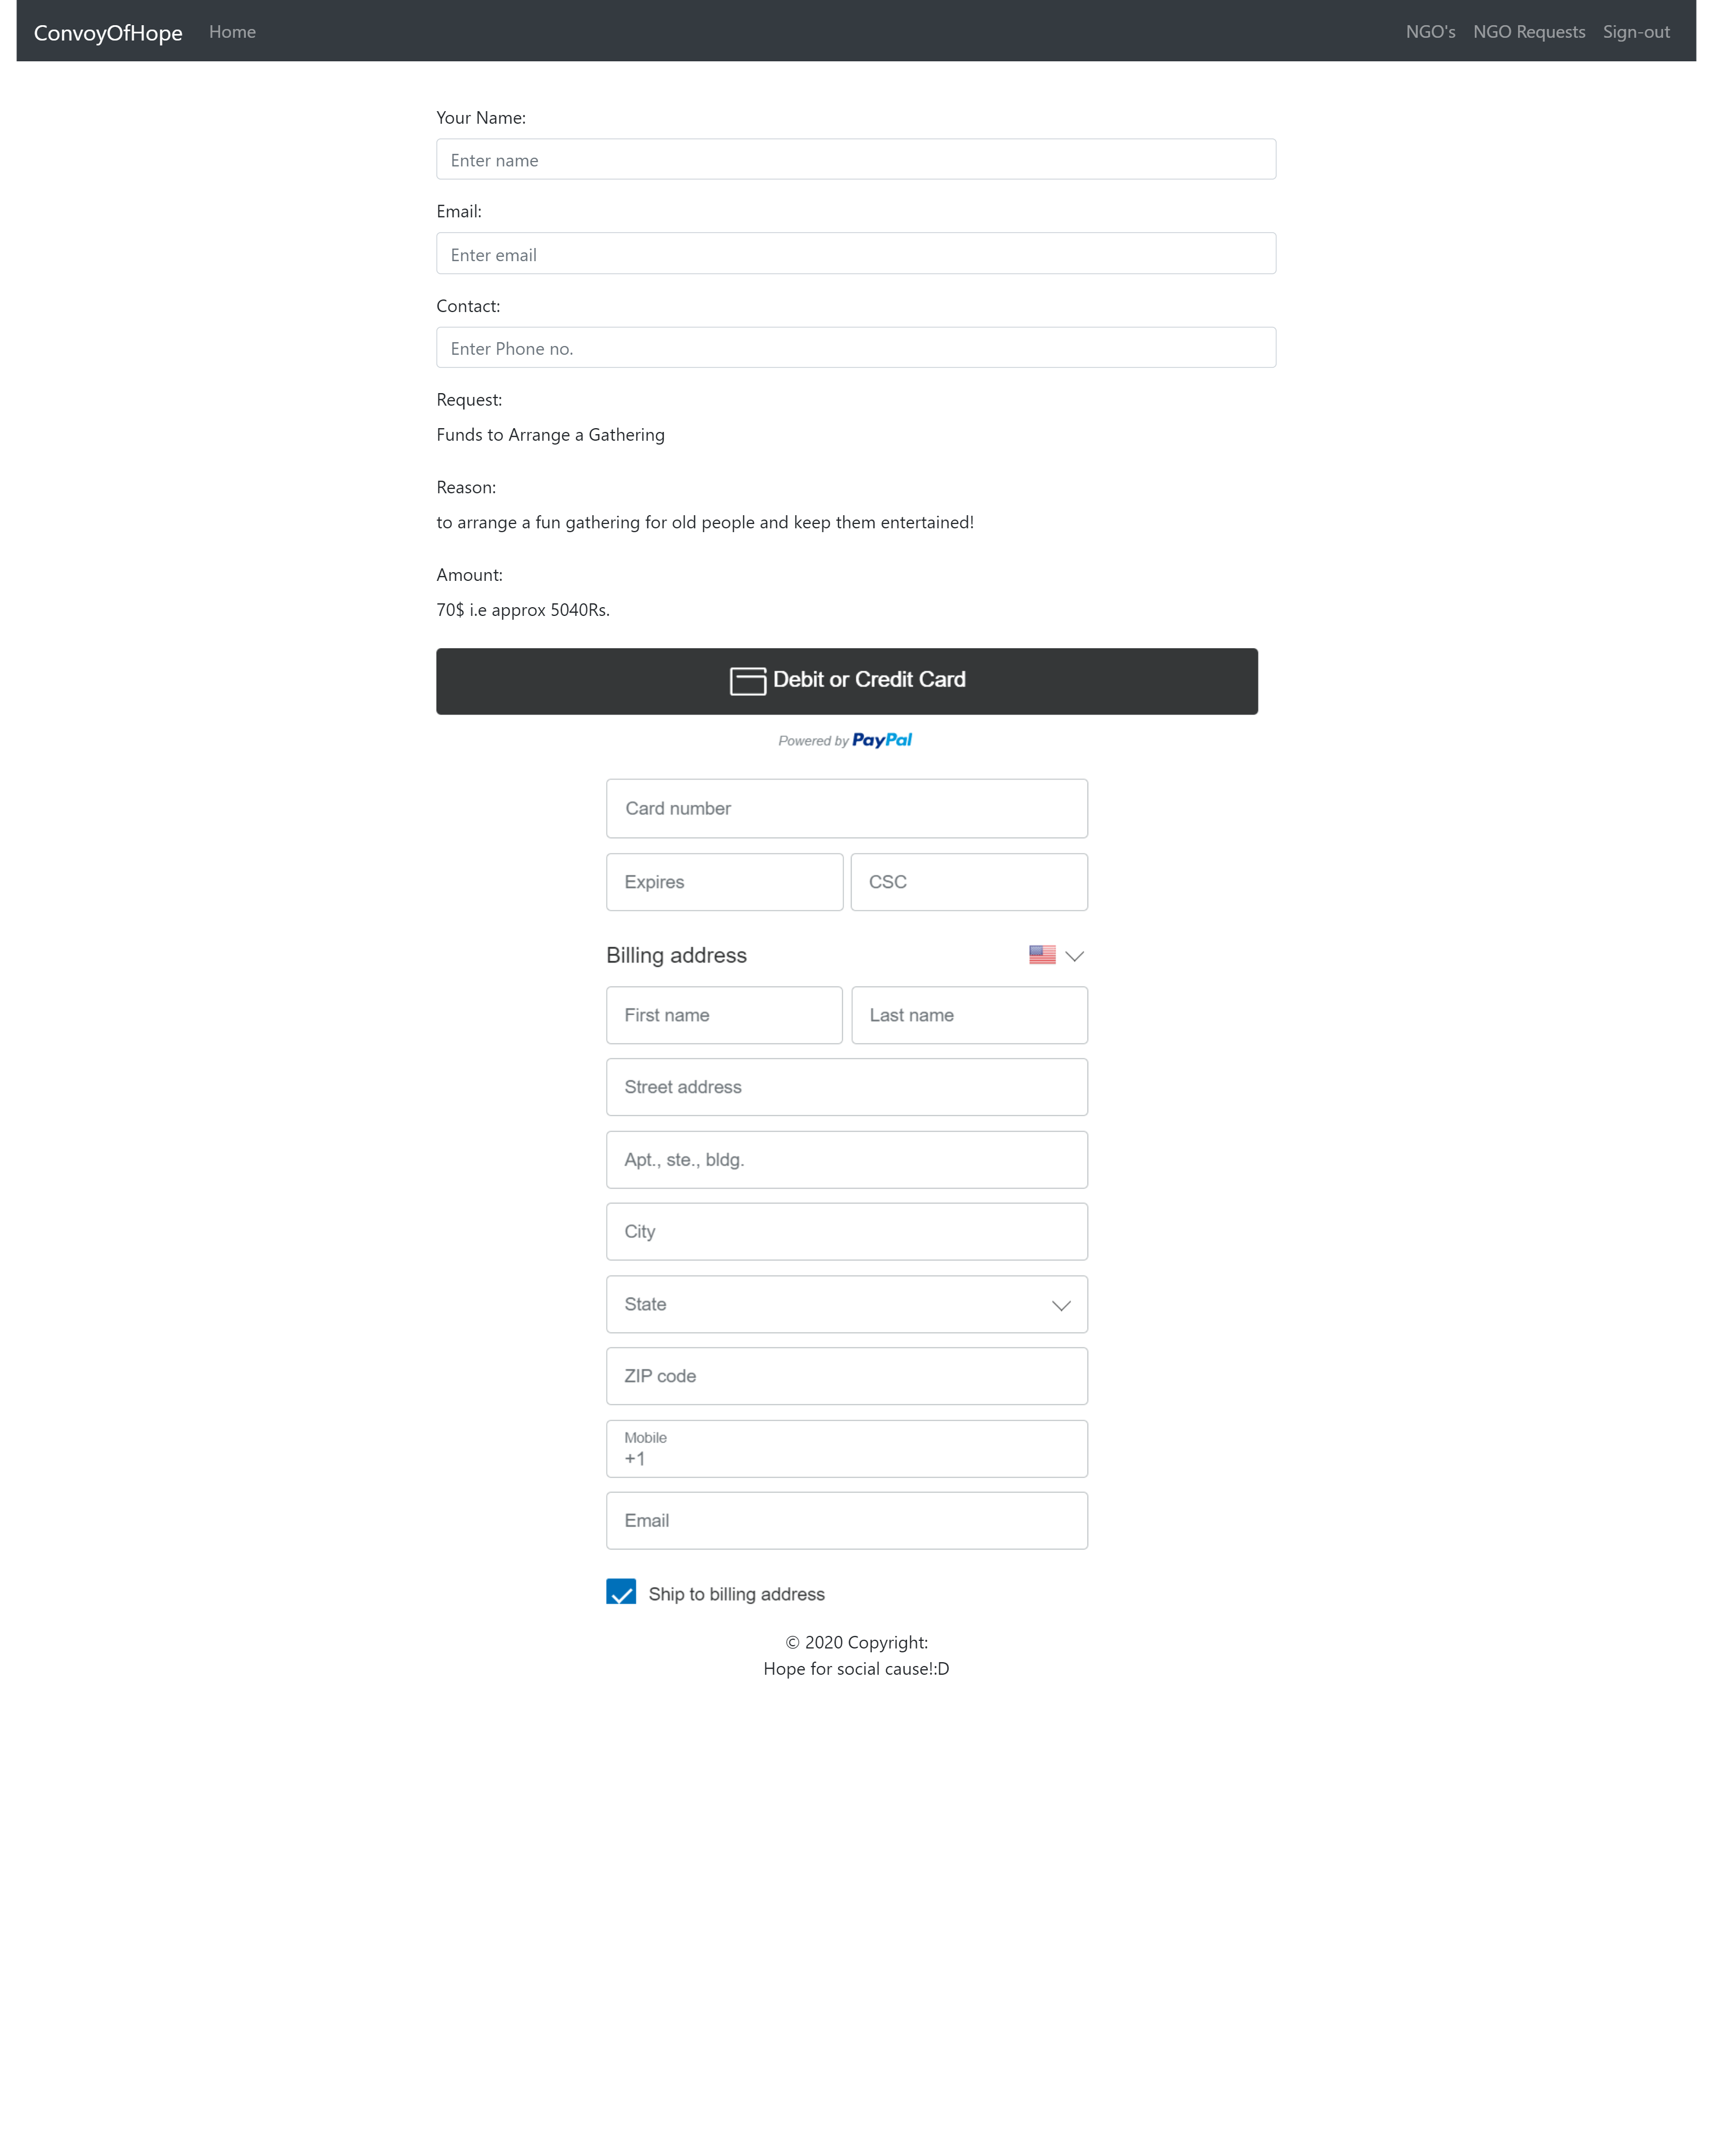 ConvoyOfHope Home NGO's NGO Requests Sign-out
Your Name:
Enter name
Email:
Enter email
Contact:
Enter Phone no.
Request:
Funds to Arrange a Gathering
Reason:
to arrange a fun gathering for old people and keep them entertained!
Amount:
70$ i.e approx 5040Rs.
Debit or Credit Card
Powered by PayPal
Card number
Expires CSC
Billing address
First name Last name
Street address
Apt., ste., bldg.
City
State
ZIP code
Mobile
+1
Email
Ship to billing address
© 2020 Copyright:
Hope for social cause!:D